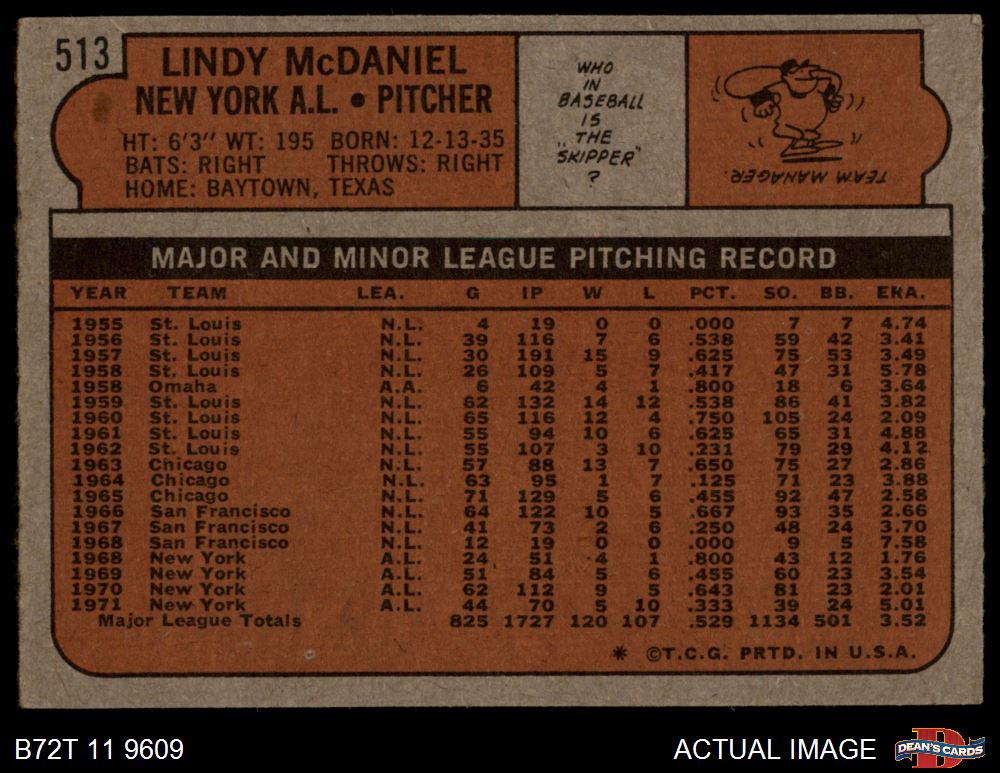 513
LINDY McDANIEL
NEW YORK A.L. • PITCHER
HT: 6'3" WT: 195 BORN: 12-13-35
BATS: RIGHT THROWS: RIGHT
HOME: BAYTOWN, TEXAS
WHO
IN
BASEBALL
IS
"THE
SKIPPER"
?
TEAM MANAGER.
MAJOR AND MINOR LEAGUE PITCHING RECORD
YEAR TEAM LEA. G IP W L PCT. SO. BB. ERA.
1955 St. Louis N.L. 4 19 0 0 .000 7 7 4.74
1956 St. Louis N.L. 39 116 7 6 .538 59 42 3.41
1957 St. Louis N.L. 30 191 15 9 .625 75 53 3.49
1958 St. Louis N.L. 26 109 5 7 .417 47 31 5.78
1958 Omaha A.A. 6 42 4 1 .800 18 6 3.64
1959 St. Louis N.L. 62 132 14 12 .538 86 41 3.82
1960 St. Louis N.L. 65 116 12 4 .750 105 24 2.09
1961 St. Louis N.L. 55 94 10 6 .625 65 31 4.88
1962 St. Louis N.L. 55 107 3 10 .231 79 29 4.12
1963 Chicago N.L. 57 88 13 7 .650 75 27 2.86
1964 Chicago N.L. 63 95 1 7 .125 71 23 3.88
1965 Chicago N.L. 71 129 5 6 .455 92 47 2.58
1966 San Francisco N.L. 64 122 10 5 .667 93 35 2.66
1967 San Francisco N.L. 41 73 2 6 .250 48 24 3.70
1968 San Francisco N.L. 12 19 0 0 .000 9 5 7.58
1968 New York A.L. 24 51 4 1 .800 43 12 1.76
1969 New York A.L. 51 84 5 6 .455 60 23 3.54
1970 New York A.L. 62 112 9 5 .643 81 23 2.01
1971 New York A.L. 44 70 5 10 .333 39 24 5.01
Major League Totals 825 1727 120 107 .529 1134 501 3.52
* ©T.C.G. PRTD. IN U.S.A.
B72T 11 9609
ACTUAL IMAGE
DEAN'S CARDS